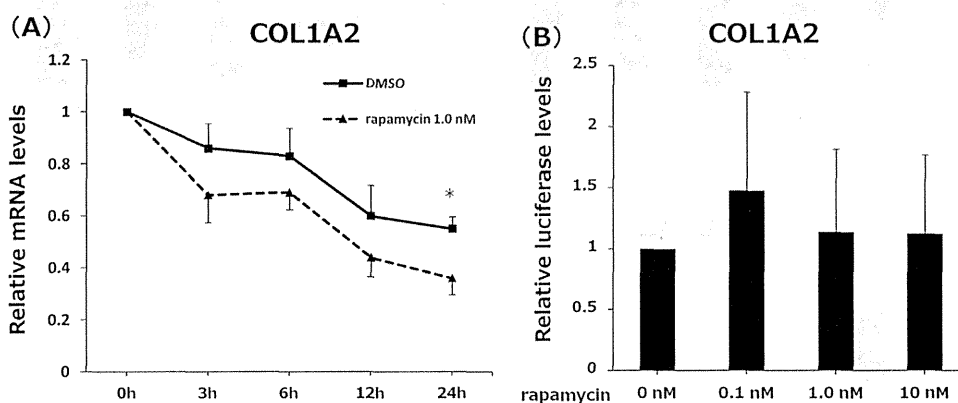 (A)
COL1A2
Relative mRNA levels
1.2
1
0.8
0.6
0.4
0.2
0
DMSO
rapamycin 1.0 nM
*
0h 3h 6h 12h 24h
(B)
COL1A2
Relative luciferase levels
2.5
2
1.5
1
0.5
0
rapamycin 0 nM 0.1 nM 1.0 nM 10 nM